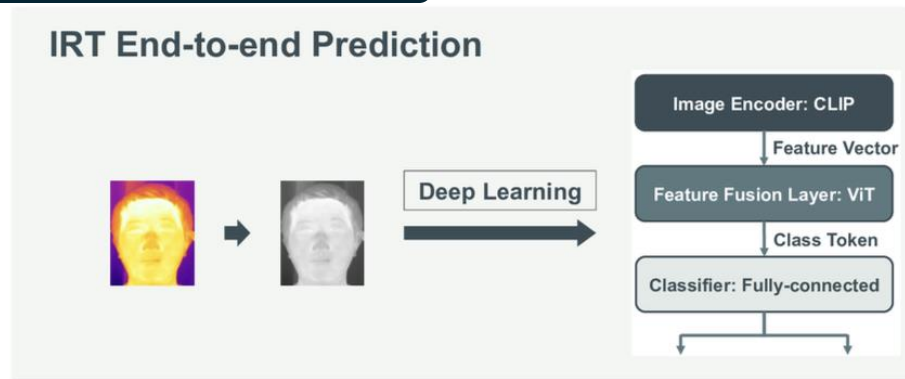 IRT End-to-end Prediction
Deep Learning
Image Encoder: CLIP
Feature Vector
Feature Fusion Layer: ViT
Class Token
Classifier: Fully-connected